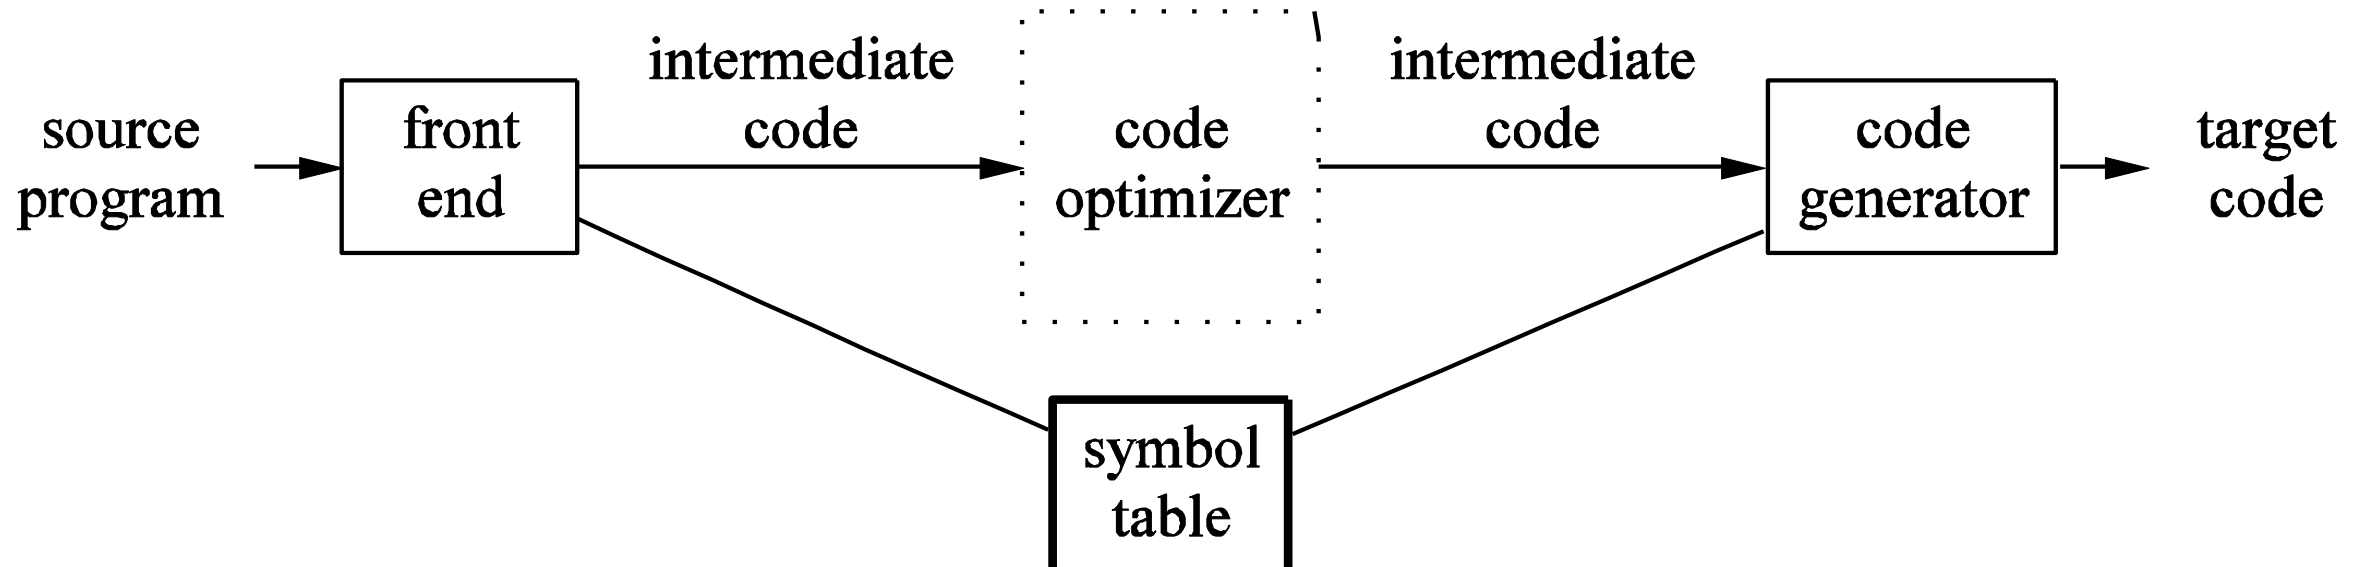 source
program
front
end
intermediate
code
code
optimizer
intermediate
code
code
generator
target
code
symbol
table